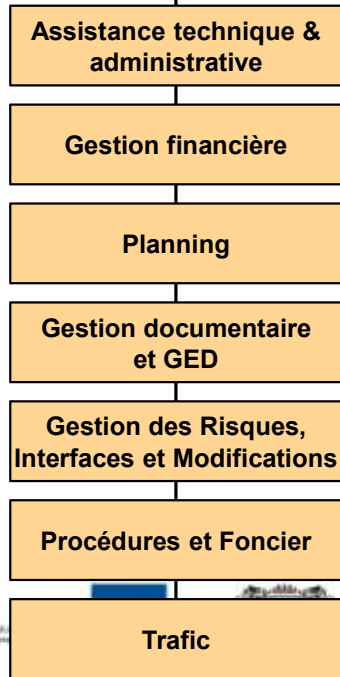 Assistance technique &
administrative
Gestion financière
Planning
Gestion documentaire
et GED
Gestion des Risques,
Interfaces et Modifications
Procédures et Foncier
Trafic